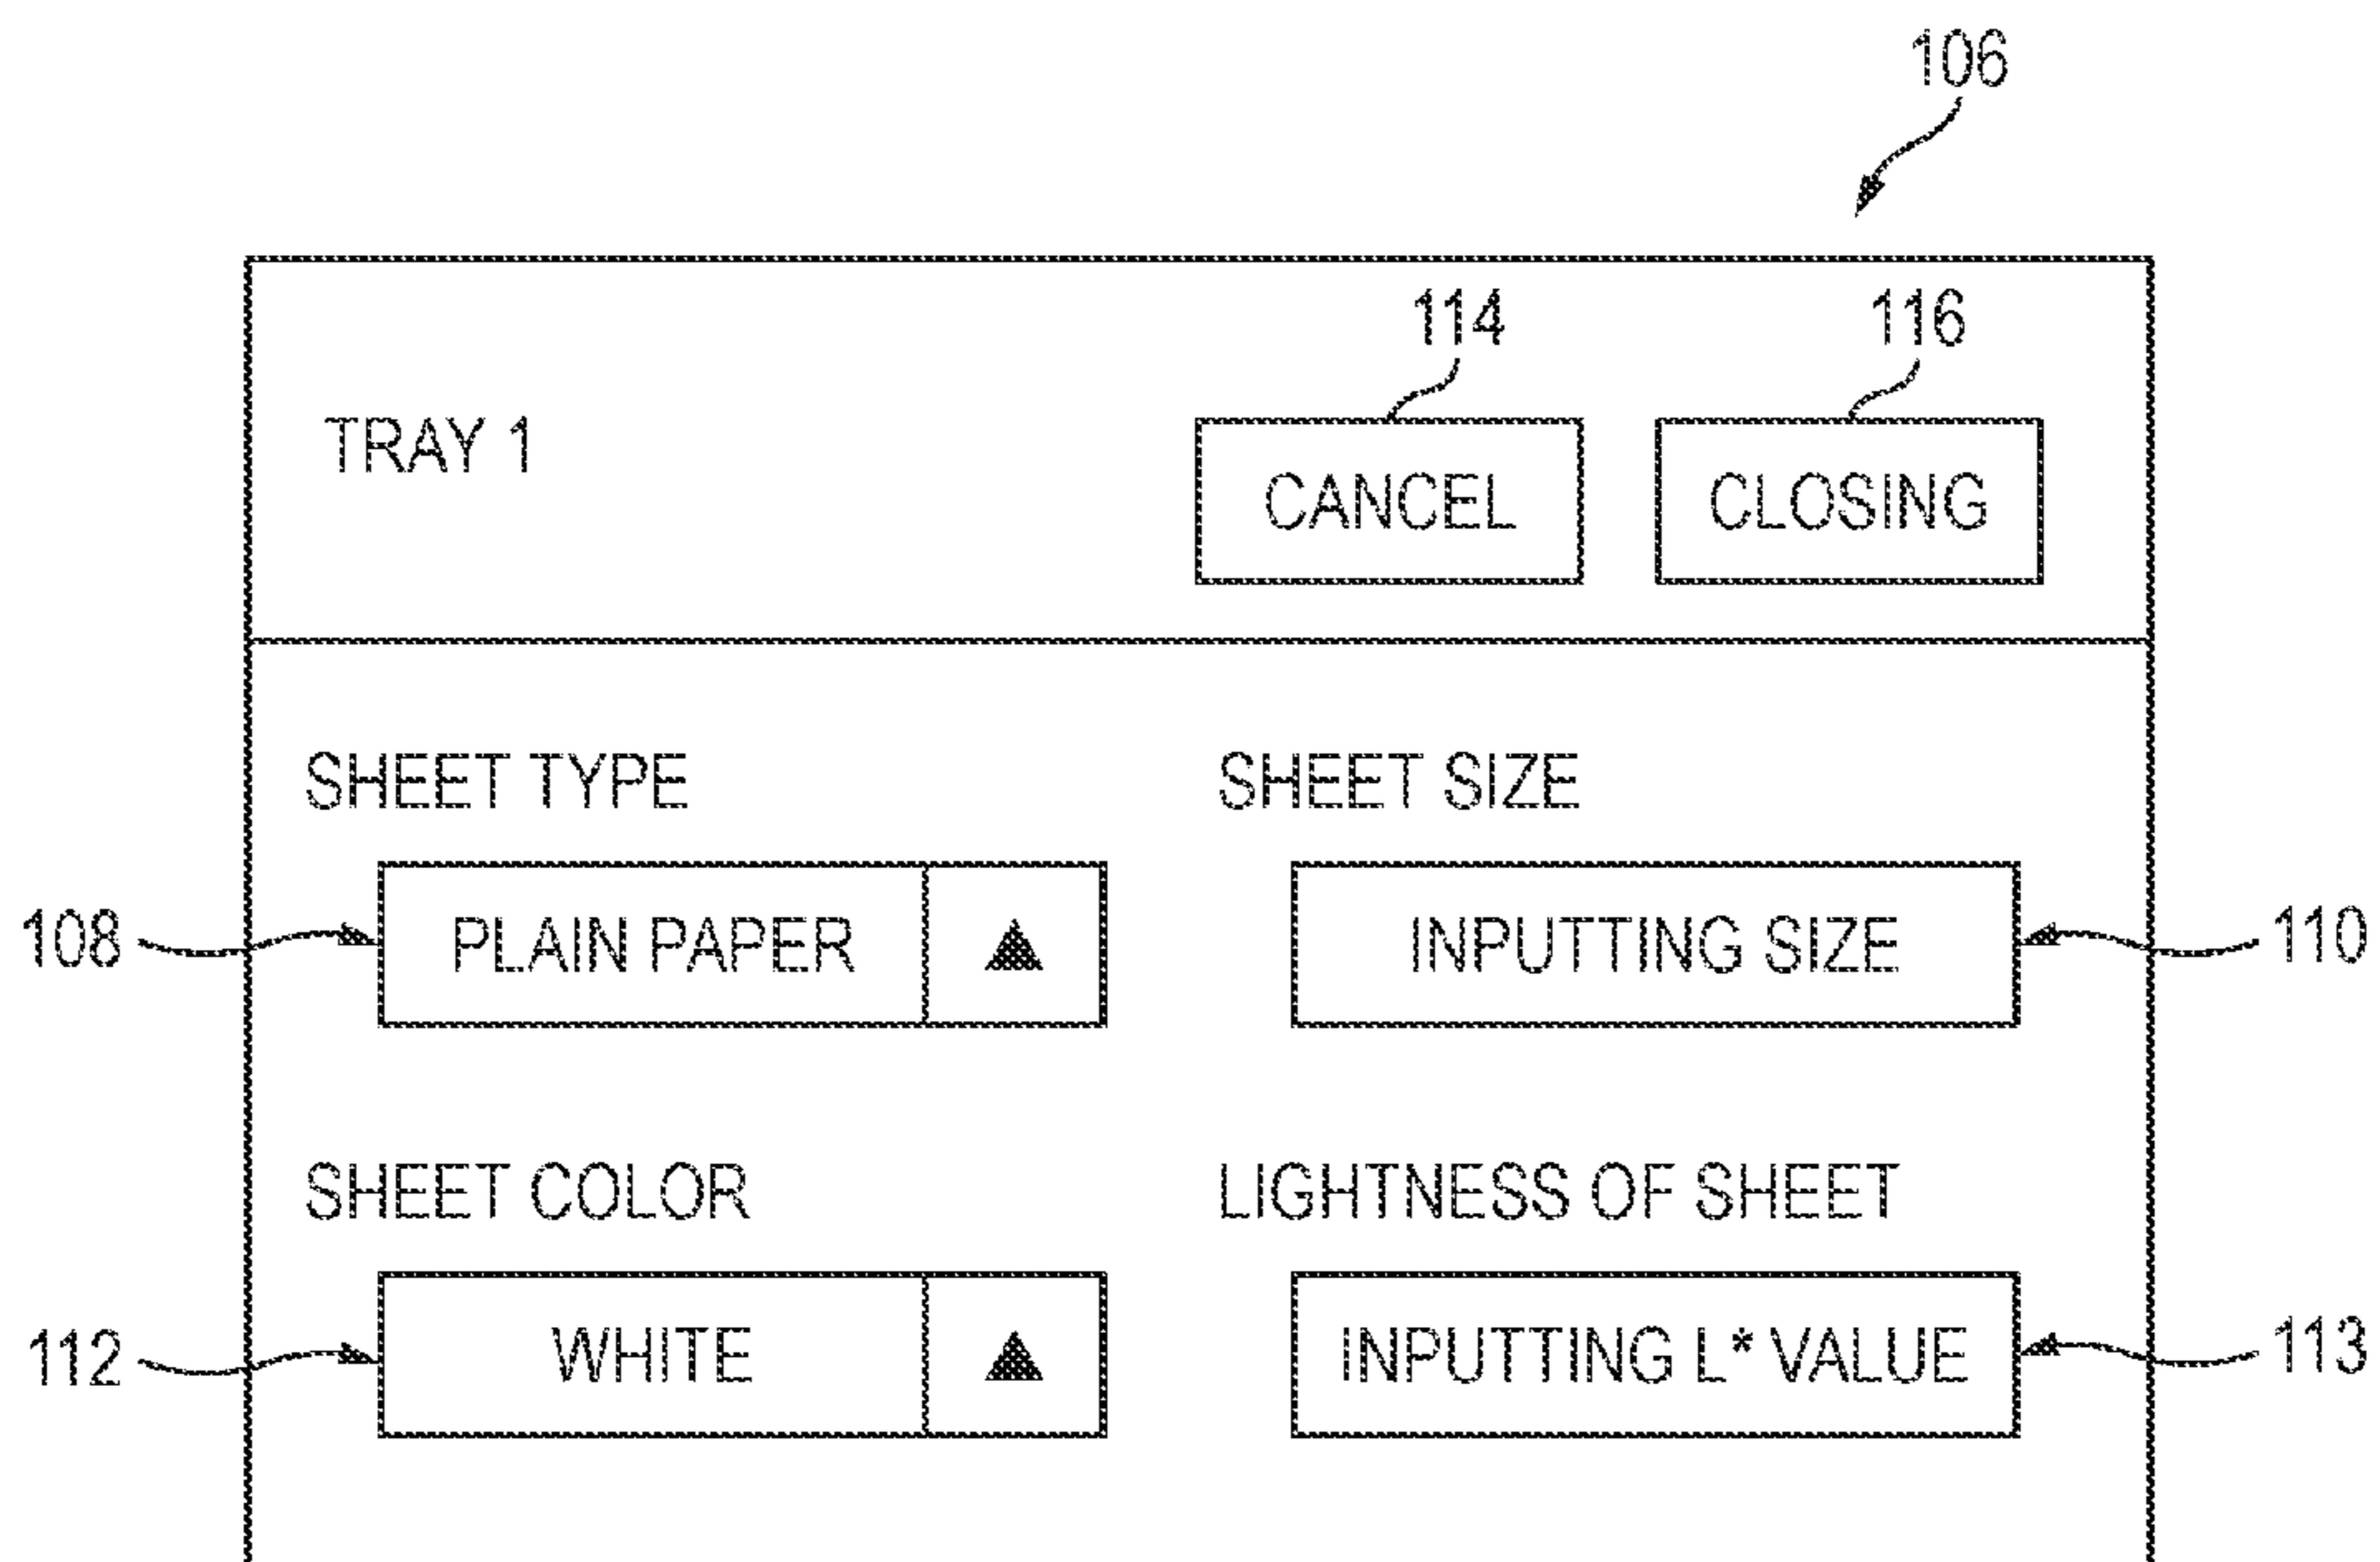 106
114 116
TRAY 1
CANCEL CLOSING
SHEET TYPE SHEET SIZE
108 PLAIN PAPER ▲ INPUTTING SIZE 110
SHEET COLOR LIGHTNESS OF SHEET
112 WHITE ▲ INPUTTING L* VALUE 113